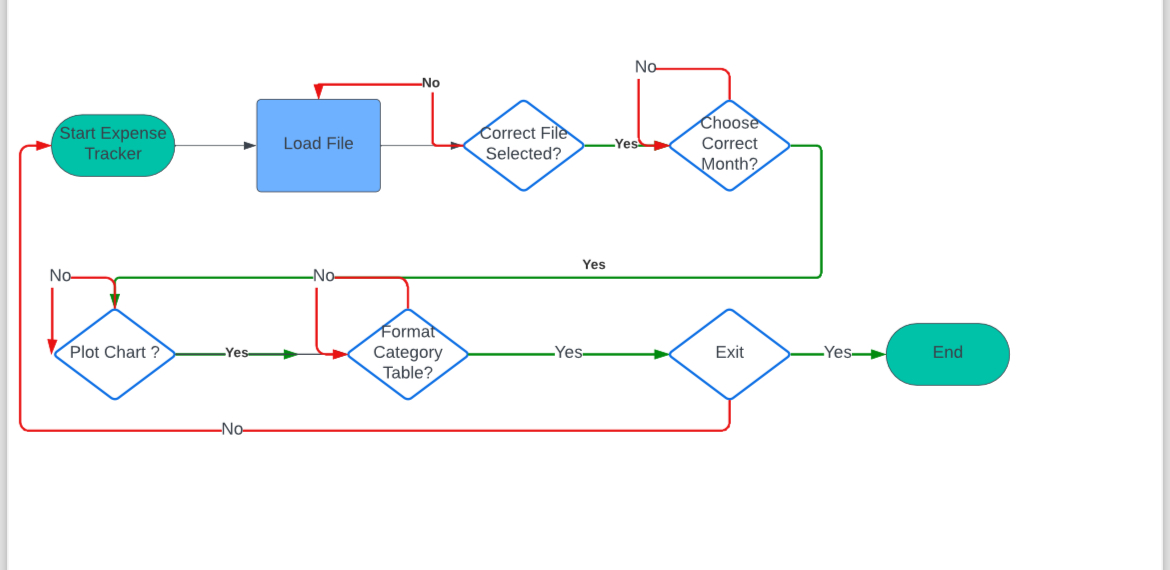 No
No
Start Expense
Tracker
Load File
Correct File
Selected?
Yes
Choose
Correct
Month?
Yes
No
No
Plot Chart ?
Yes
Format
Category
Table?
Yes
Exit
Yes
End
No